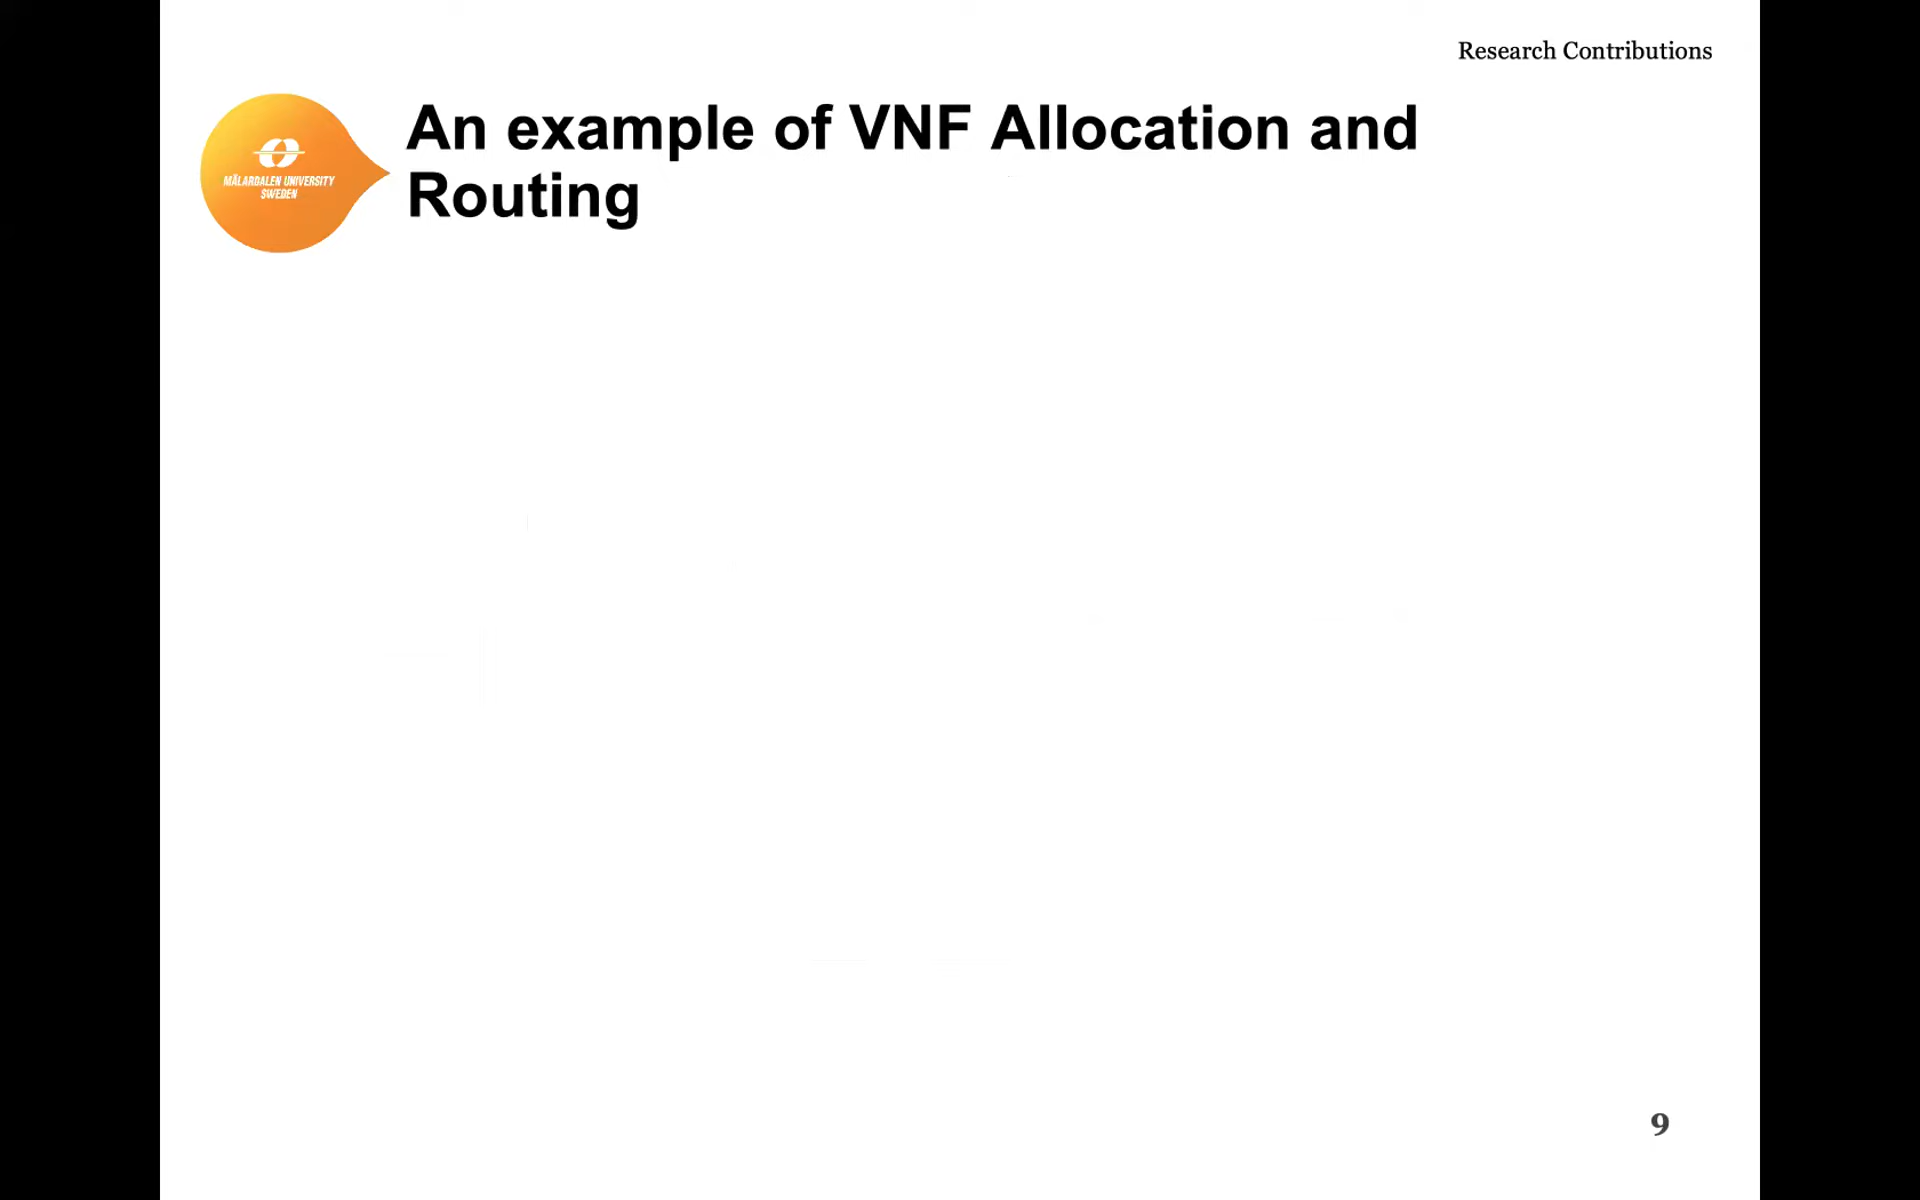 Research Contributions
An example of VNF Allocation and
Routing
MÄLARDALEN UNIVERSITY
SWEDEN
9